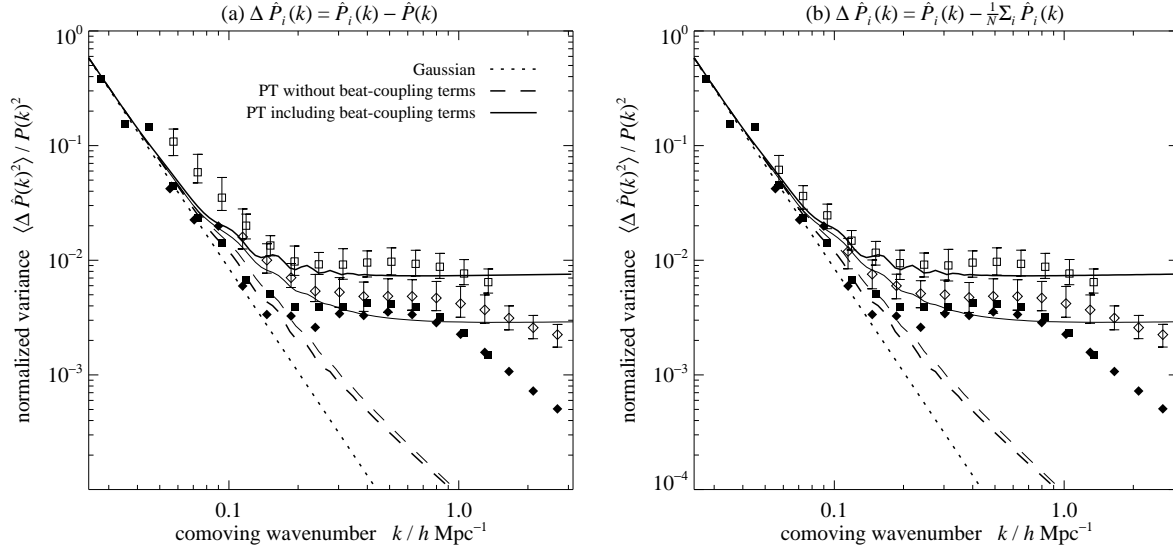 (a) Δ P̂ᵢ(k) = P̂ᵢ(k) − P̂(k)
10⁰
10⁻¹
10⁻²
10⁻³
normalized variance ⟨Δ P̂(k)²⟩ / P(k)²
Gaussian
PT without beat-coupling terms
PT including beat-coupling terms
0.1
1.0
comoving wavenumber k / h Mpc⁻¹
(b) Δ P̂ᵢ(k) = P̂ᵢ(k) − 1/N Σᵢ P̂ᵢ(k)
10⁰
10⁻¹
10⁻²
10⁻³
10⁻⁴
normalized variance ⟨Δ P̂(k)²⟩ / P(k)²
0.1
1.0
comoving wavenumber k / h Mpc⁻¹